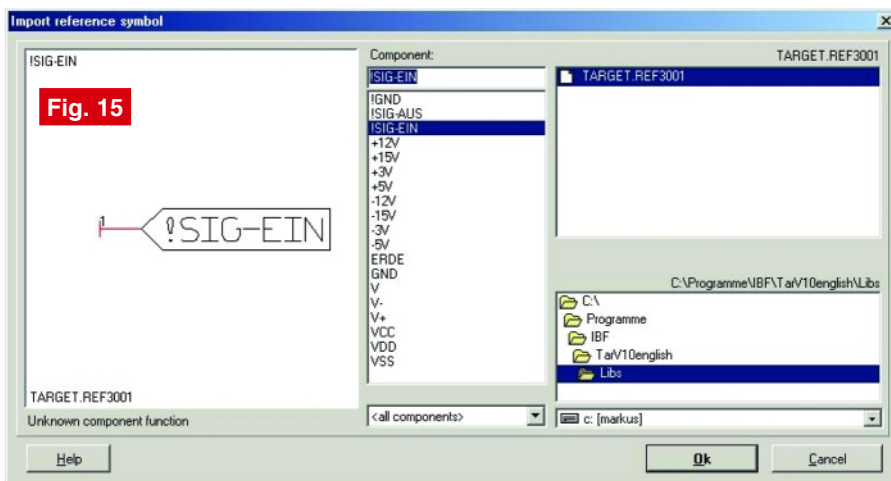 Import reference symbol
!SIG-EIN
Fig. 15
1
!SIG-EIN
TARGET.REF3001
Unknown component function
Component:
!SIG-EIN
!GND
!SIG-AUS
!SIG-EIN
+12V
+15V
+3V
+5V
-12V
-15V
-3V
-5V
ERDE
GND
V
V-
V+
VCC
VDD
VSS
<all components>
TARGET.REF3001
TARGET.REF3001
C:\Programme\IBF\TarV10english\Libs
C:\
Programme
IBF
TarV10english
Libs
c: [markus]
Help
Ok
Cancel